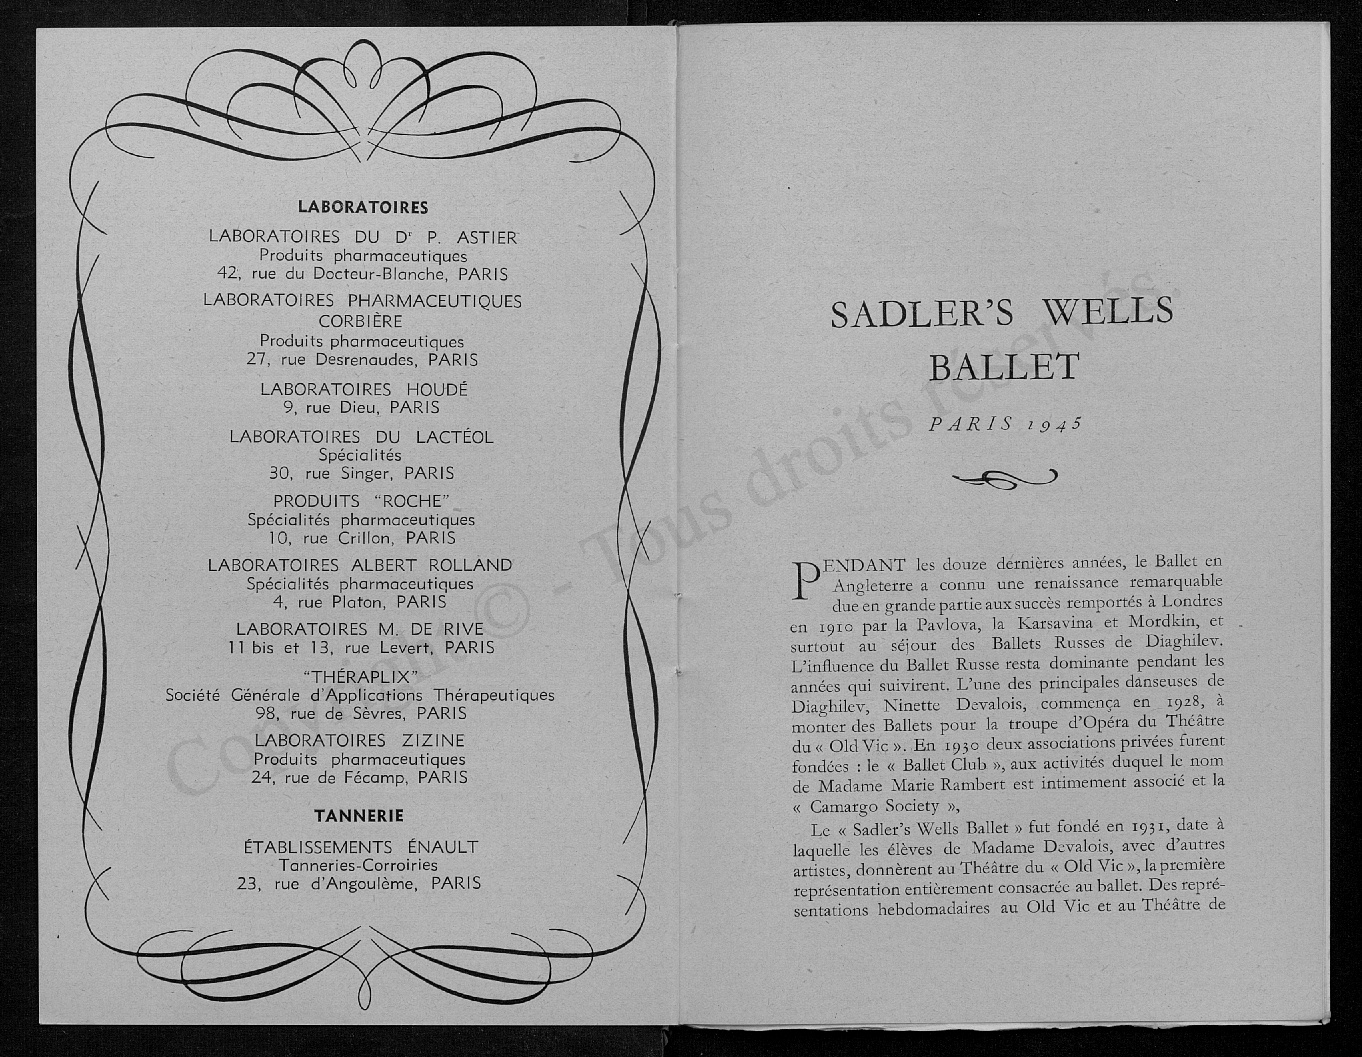 LABORATOIRES
LABORATOIRES DU Dr P. ASTIER
Produits pharmaceutiques
42, rue du Docteur-Blanche, PARIS
LABORATOIRES PHARMACEUTIQUES
CORBIÈRE
Produits pharmaceutiques
27, rue Desrenaudes, PARIS
LABORATOIRES HOUDÉ
9, rue Dieu, PARIS
LABORATOIRES DU LACTÉOL
Spécialités
30, rue Singer, PARIS
PRODUITS "ROCHE"
Spécialités pharmaceutiques
10, rue Crillon, PARIS
LABORATOIRES ALBERT ROLLAND
Spécialités pharmaceutiques
4, rue Platon, PARIS
LABORATOIRES M. DE RIVE
11 bis et 13, rue Levert, PARIS
"THÉRAPLIX"
Société Générale d'Applications Thérapeutiques
98, rue de Sèvres, PARIS
LABORATOIRES ZIZINE
Produits pharmaceutiques
24, rue de Fécamp, PARIS
TANNERIE
ÉTABLISSEMENTS ÉNAULT
Tanneries-Corroiries
23, rue d'Angoulème, PARIS
SADLER'S WELLS
BALLET
PARIS 1945
PENDANT les douze dernières années, le Ballet en
Angleterre a connu une renaissance remarquable
due en grande partie aux succès remportés à Londres
en 1910 par la Pavlova, la Karsavina et Mordkin, et
surtout au séjour des Ballets Russes de Diaghilev.
L'influence du Ballet Russe resta dominante pendant les
années qui suivirent. L'une des principales danseuses de
Diaghilev, Ninette Devalois, commença en 1928, à
monter des Ballets pour la troupe d'Opéra du Théâtre
du « Old Vic ». En 1930 deux associations privées furent
fondées : le « Ballet Club », aux activités duquel le nom
de Madame Marie Rambert est intimement associé et la
« Camargo Society »,
Le « Sadler's Wells Ballet » fut fondé en 1931, date à
laquelle les élèves de Madame Devalois, avec d'autres
artistes, donnèrent au Théâtre du « Old Vic », la première
représentation entièrement consacrée au ballet. Des repré-
sentations hebdomadaires au Old Vic et au Théâtre de
Copyright © - Tous droits réservés.